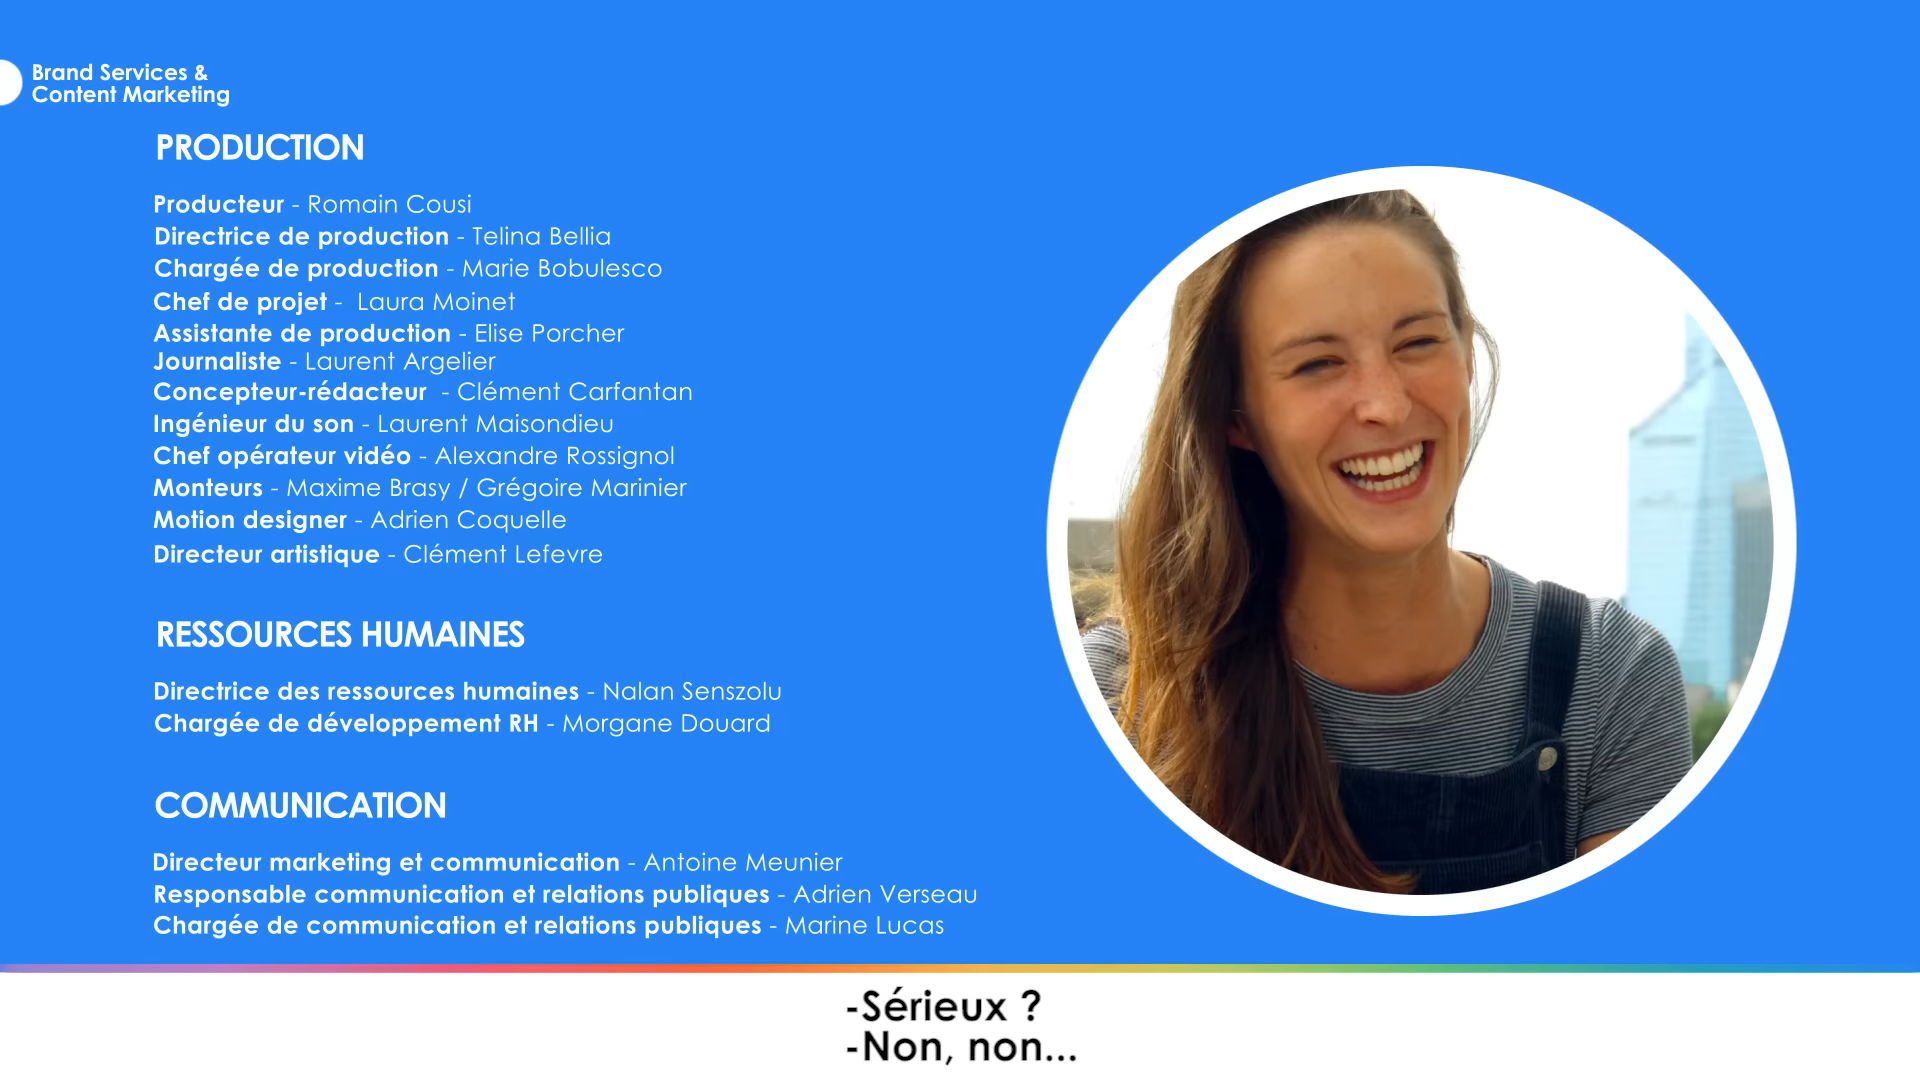 Brand Services &
Content Marketing
PRODUCTION
Producteur - Romain Cousi
Directrice de production - Telina Bellia
Chargée de production - Marie Bobulesco
Chef de projet - Laura Moinet
Assistante de production - Elise Porcher
Journaliste - Laurent Argelier
Concepteur-rédacteur - Clément Carfantan
Ingénieur du son - Laurent Maisondieu
Chef opérateur vidéo - Alexandre Rossignol
Monteurs - Maxime Brasy / Grégoire Marinier
Motion designer - Adrien Coquelle
Directeur artistique - Clément Lefevre
RESSOURCES HUMAINES
Directrice des ressources humaines - Nalan Senszolu
Chargée de développement RH - Morgane Douard
COMMUNICATION
Directeur marketing et communication - Antoine Meunier
Responsable communication et relations publiques - Adrien Verseau
Chargée de communication et relations publiques - Marine Lucas
-Sérieux ?
-Non, non...